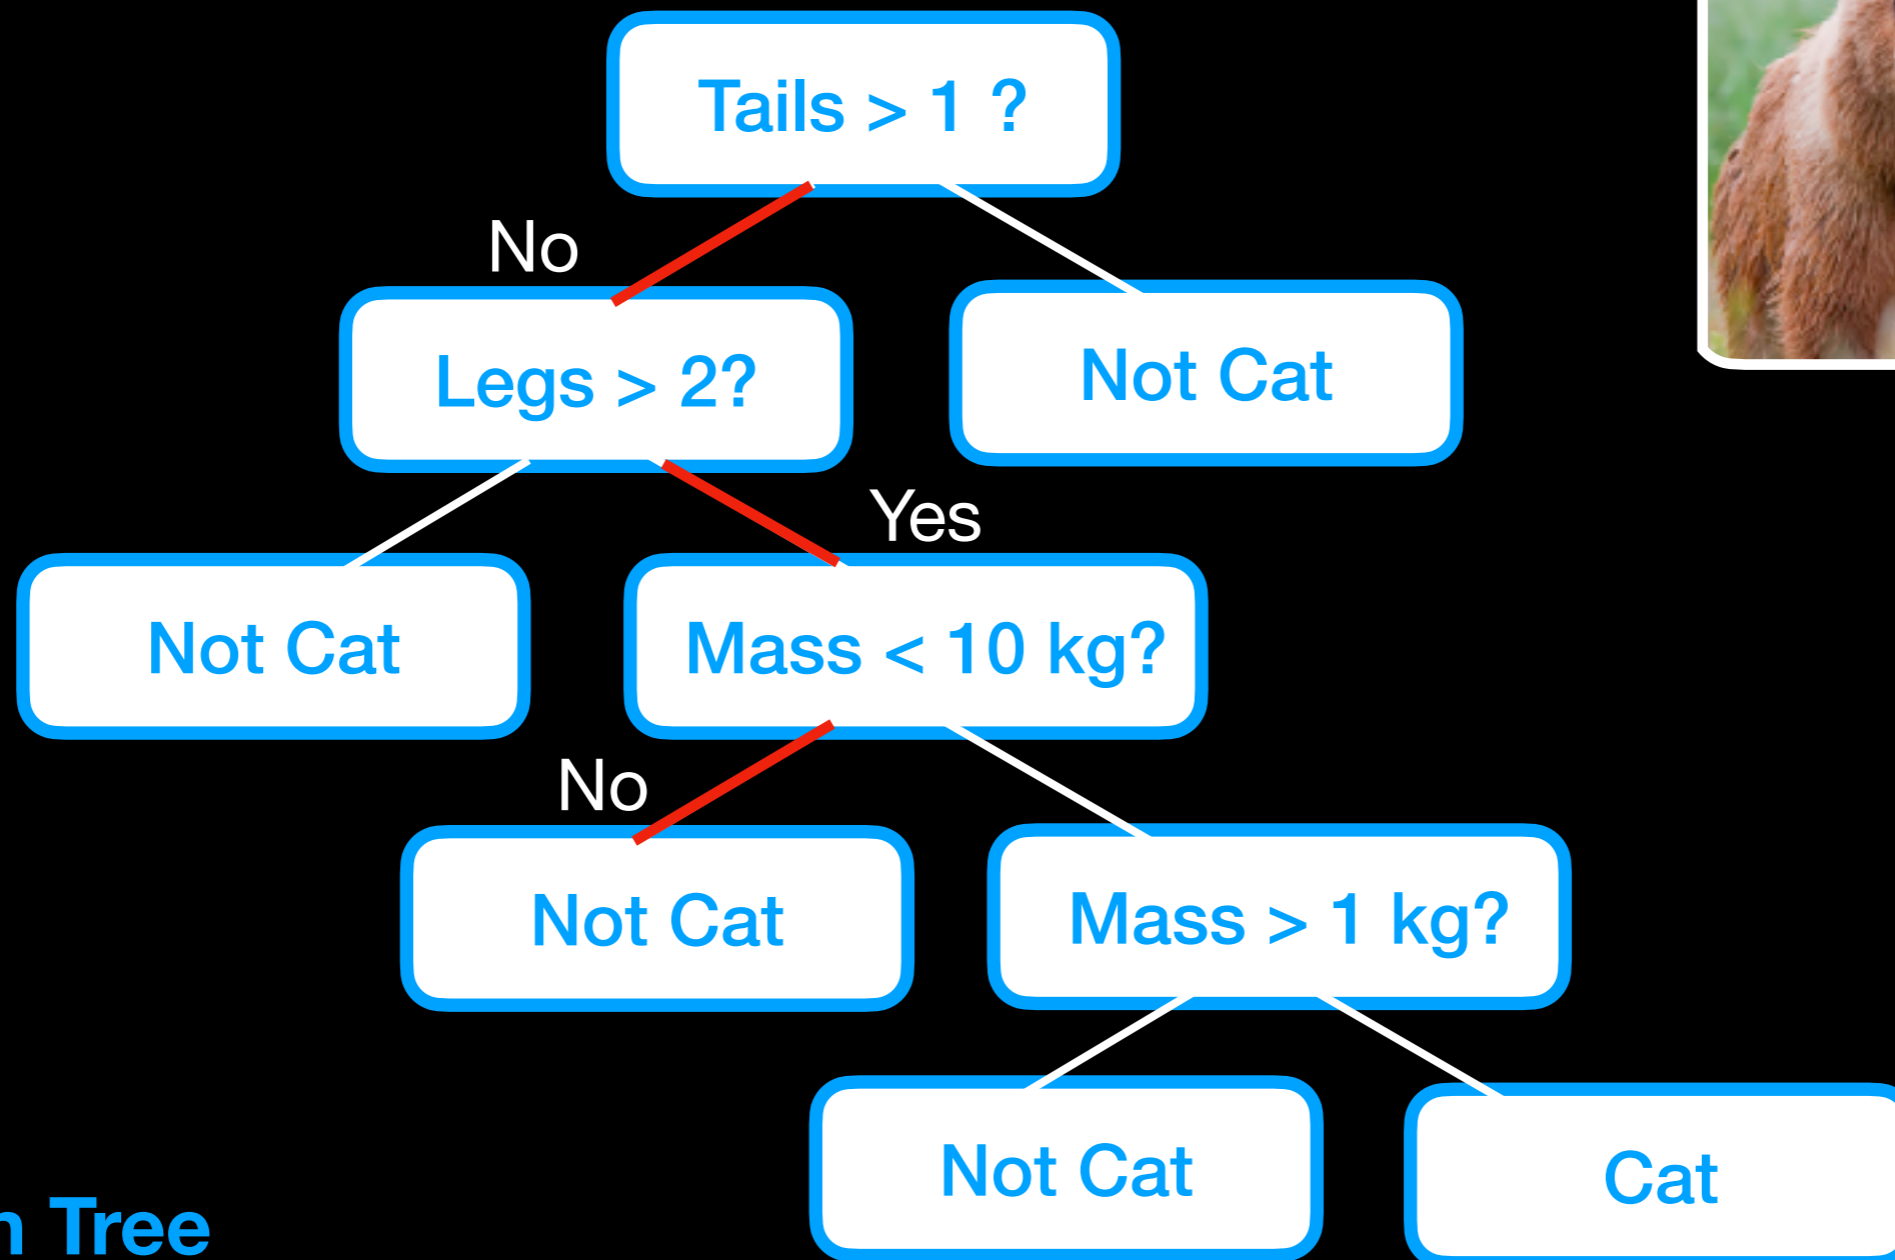 Tails > 1 ?
No
Legs > 2?
Not Cat
Yes
Not Cat
Mass < 10 kg?
No
Not Cat
Mass > 1 kg?
Not Cat
Cat
Tree